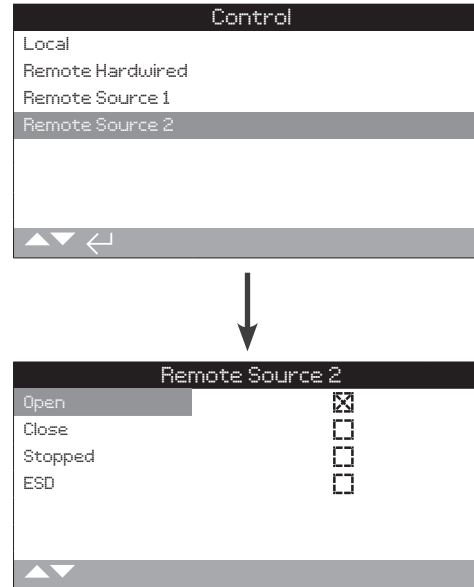 Control
Local
Remote Hardwired
Remote Source 1
Remote Source 2
Remote Source 2
Open
Close
Stopped
ESD